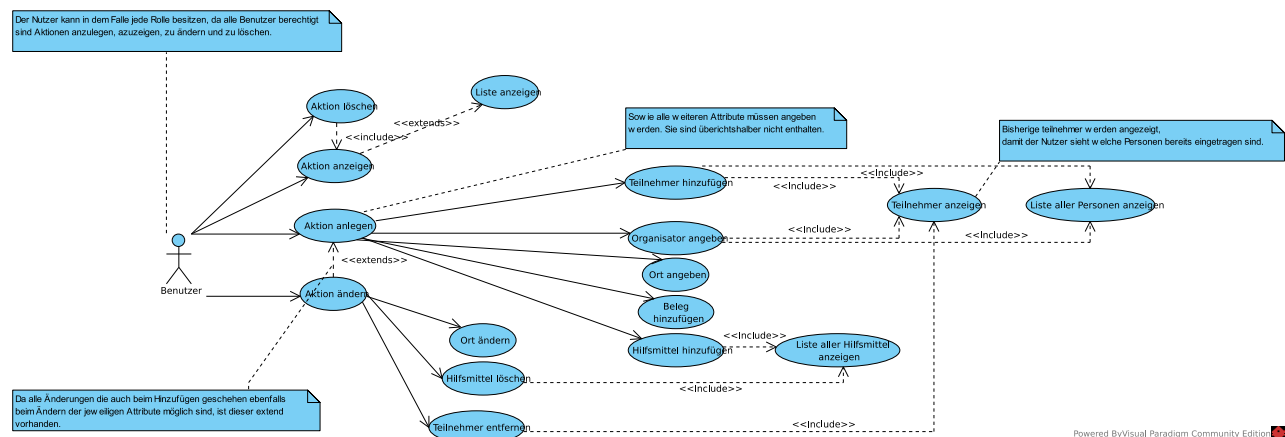 Der Nutzer kann in dem Falle jede Rolle besitzen, da alle Benutzer berechtigt
sind Aktionen anzulegen, azuzeigen, zu ändern und zu löschen.
Liste anzeigen
Aktion löschen
<<extends>>
<<include>>
Aktion anzeigen
Sowie alle weiteren Attribute müssen angeben
werden. Sie sind überichtshalber nicht enthalten.
Bisherige teilnehmer werden angezeigt,
damit der Nutzer sieht welche Personen bereits eingetragen sind.
Teilnehmer hinzufügen
<<Include>>
<<Include>>
Teilnehmer anzeigen
Liste aller Personen anzeigen
Aktion anlegen
Organisator angeben
<<Include>>
<<Include>>
<<extends>>
Ort angeben
Benutzer
Aktion ändern
Beleg
hinzufügen
Ort ändern
Hilfsmittel hinzufügen
<<Include>>
Liste aller Hilfsmittel
anzeigen
Hilfsmittel löschen
<<Include>>
Da alle Änderungen die auch beim Hinzufügen geschehen ebenfalls
beim Ändern der jeweiligen Attribute möglich sind, ist dieser extend
vorhanden.
Teilnehmer entfernen
<<Include>>
Powered ByVisual Paradigm Community Edition